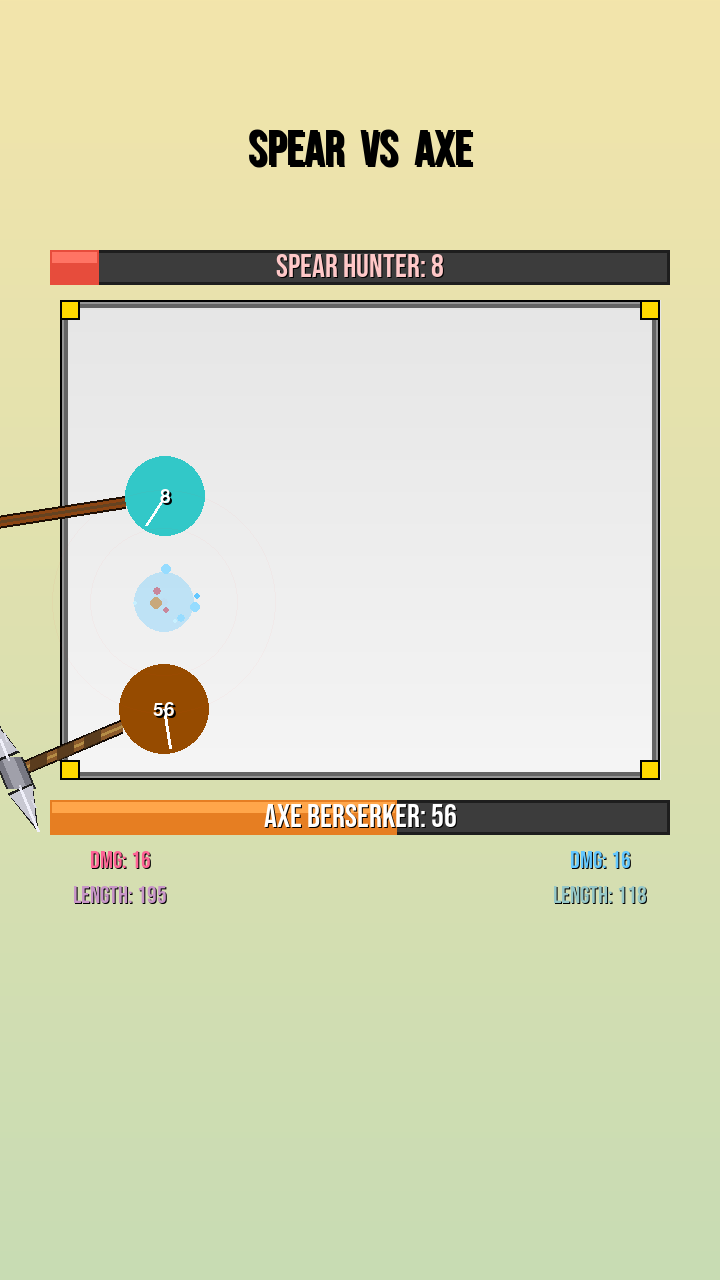 SPEAR VS AXE
SPEAR HUNTER: 8
8
56
AXE BERSERKER: 56
DMG: 16
DMG: 16
LENGTH: 195
LENGTH: 118